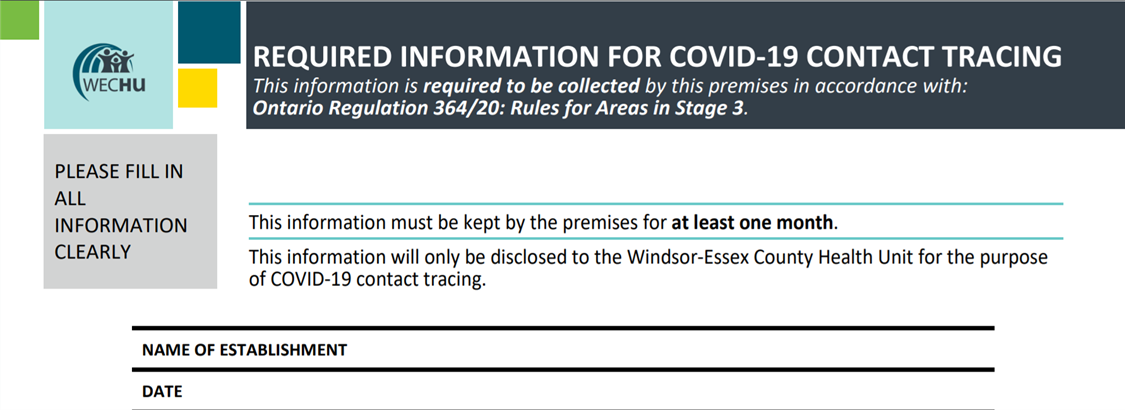 WECHU
REQUIRED INFORMATION FOR COVID-19 CONTACT TRACING
This information is required to be collected by this premises in accordance with:
Ontario Regulation 364/20: Rules for Areas in Stage 3.
PLEASE FILL IN
ALL
INFORMATION
CLEARLY
This information must be kept by the premises for at least one month.
This information will only be disclosed to the Windsor-Essex County Health Unit for the purpose
of COVID-19 contact tracing.
NAME OF ESTABLISHMENT
DATE